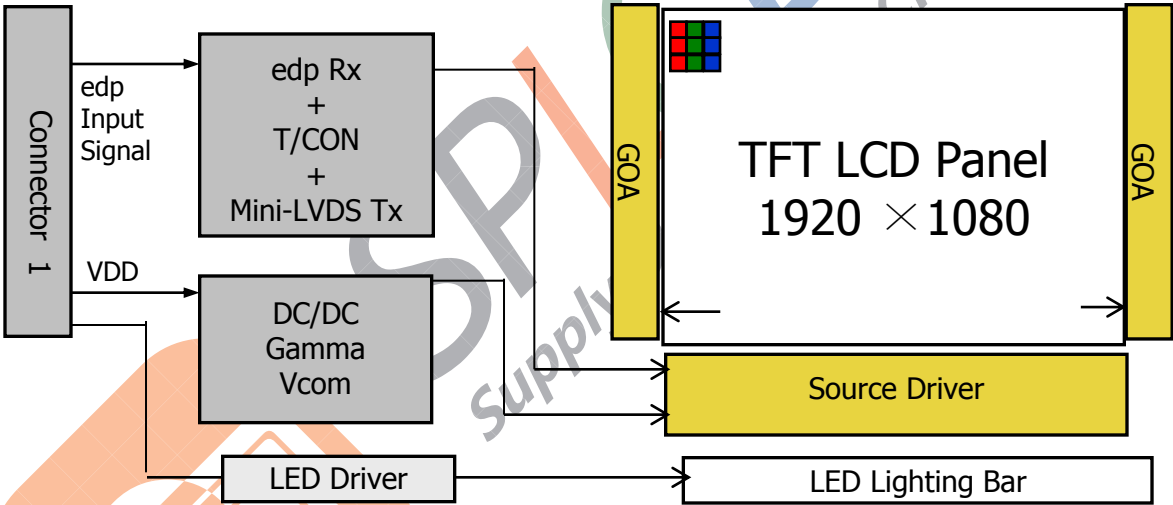 Connector 1
edp
Input
Signal
VDD
edp Rx
+
T/CON
+
Mini-LVDS Tx
DC/DC
Gamma
Vcom
LED Driver
GOA
TFT LCD Panel
1920 ×1080
GOA
Source Driver
LED Lighting Bar
SPI
Supply